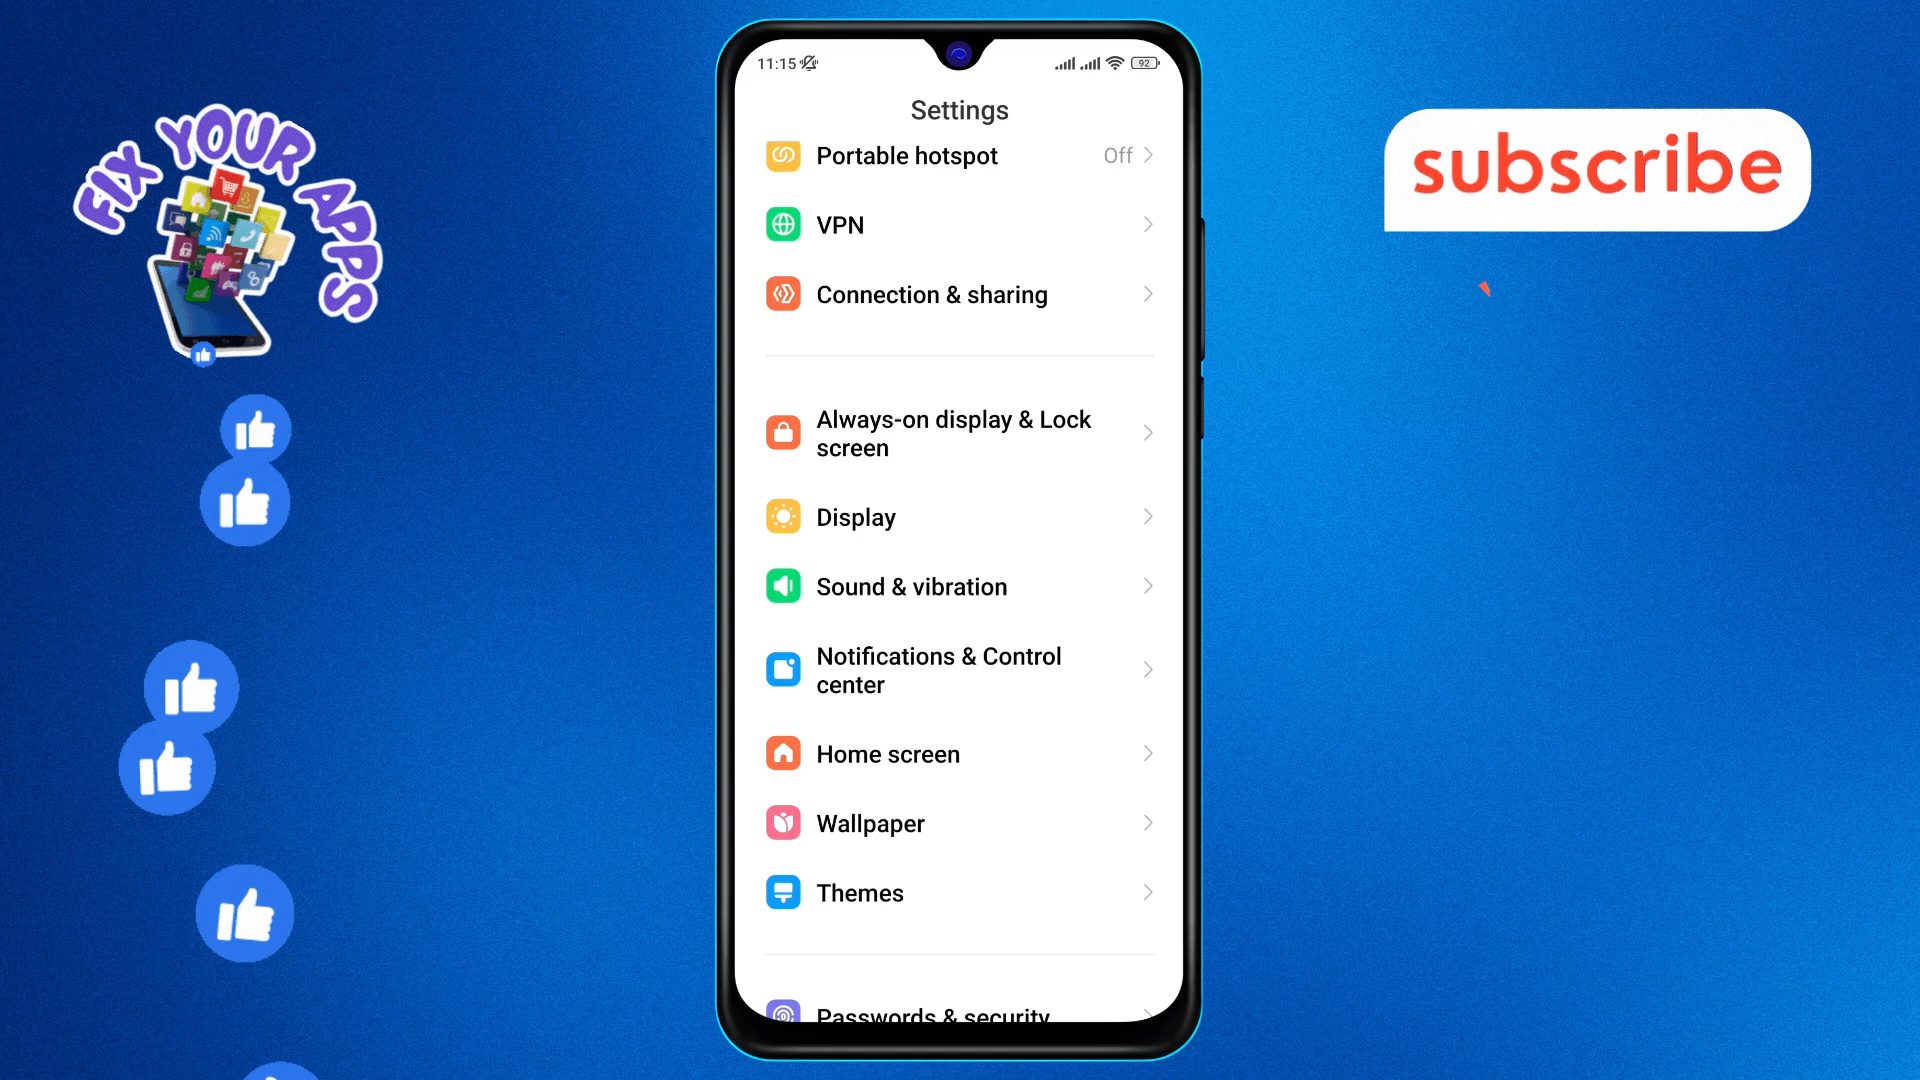 FIX YOUR APPS
11:15
92
Settings
Portable hotspot
Off
VPN
Connection & sharing
Always-on display & Lock
screen
Display
Sound & vibration
Notifications & Control
center
Home screen
Wallpaper
Themes
Passwords & security
subscribe